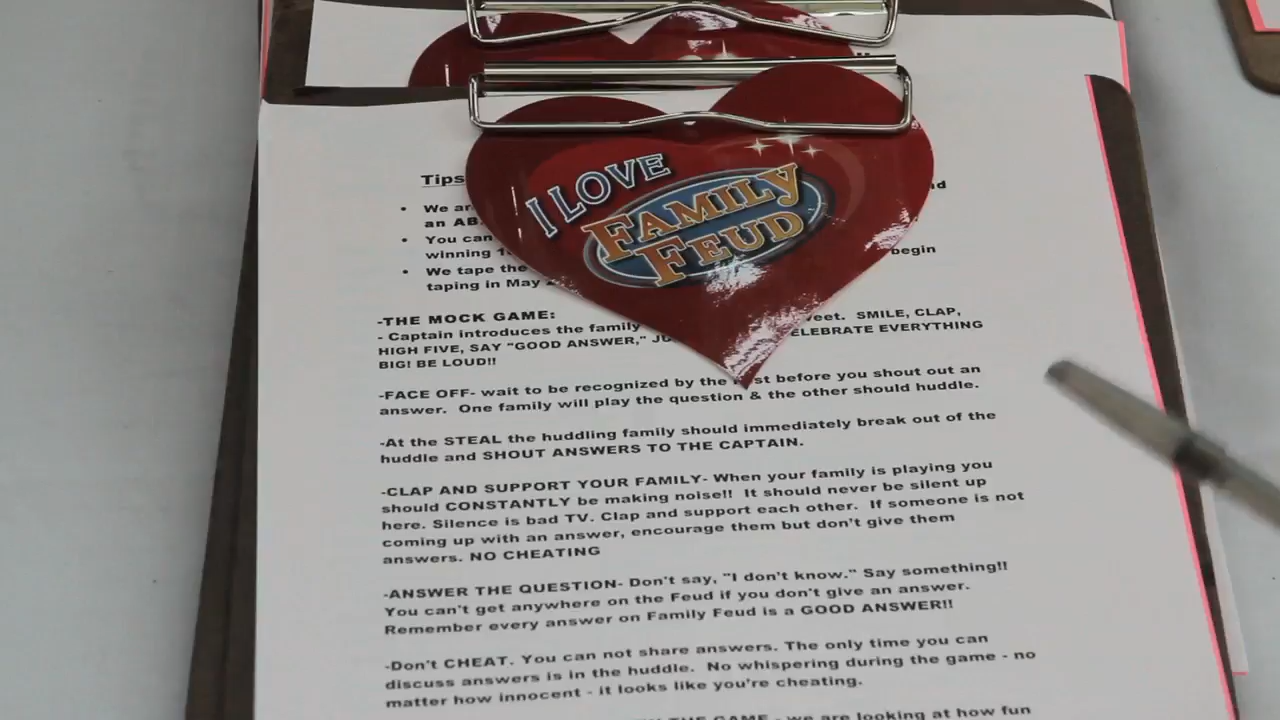 I LOVE
FAMILY
FEUD
Tips
• We are
an AB
• You can
winning begin
• We tape the
taping in May
-THE MOCK GAME:
- Captain introduces the family SMILE, CLAP,
HIGH FIVE, SAY "GOOD ANSWER," CELEBRATE EVERYTHING
BIG! BE LOUD!!
-FACE OFF- wait to be recognized by the before you shout out an
answer. One family will play the question & the other should huddle.
-At the STEAL the huddling family should immediately break out of the
huddle and SHOUT ANSWERS TO THE CAPTAIN.
-CLAP AND SUPPORT YOUR FAMILY- When your family is playing you
should CONSTANTLY be making noise!! It should never be silent up
here. Silence is bad TV. Clap and support each other. If someone is not
coming up with an answer, encourage them but don't give them
answers. NO CHEATING
-ANSWER THE QUESTION- Don't say, "I don't know." Say something!!
You can't get anywhere on the Feud if you don't give an answer.
Remember every answer on Family Feud is a GOOD ANSWER!!
-Don't CHEAT. You can not share answers. The only time you can
discuss answers is in the huddle. No whispering during the game - no
matter how innocent - it looks like you're cheating.
THE GAME - we are looking at how fun